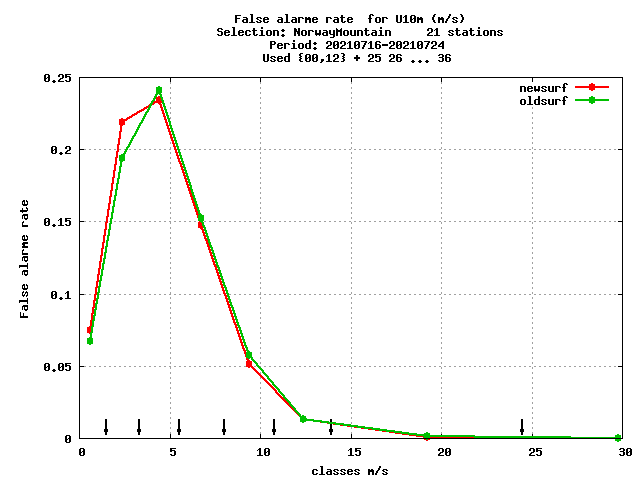 False alarme rate  for U10m (m/s)
Selection: NorwayMountain     21 stations
Period: 20210716-20210724
Used {00,12} + 25 26 ... 36
newsurf
oldsurf
0.25
0.2
0.15
0.1
0.05
0
False alarme rate
0 5 10 15 20 25 30
classes m/s